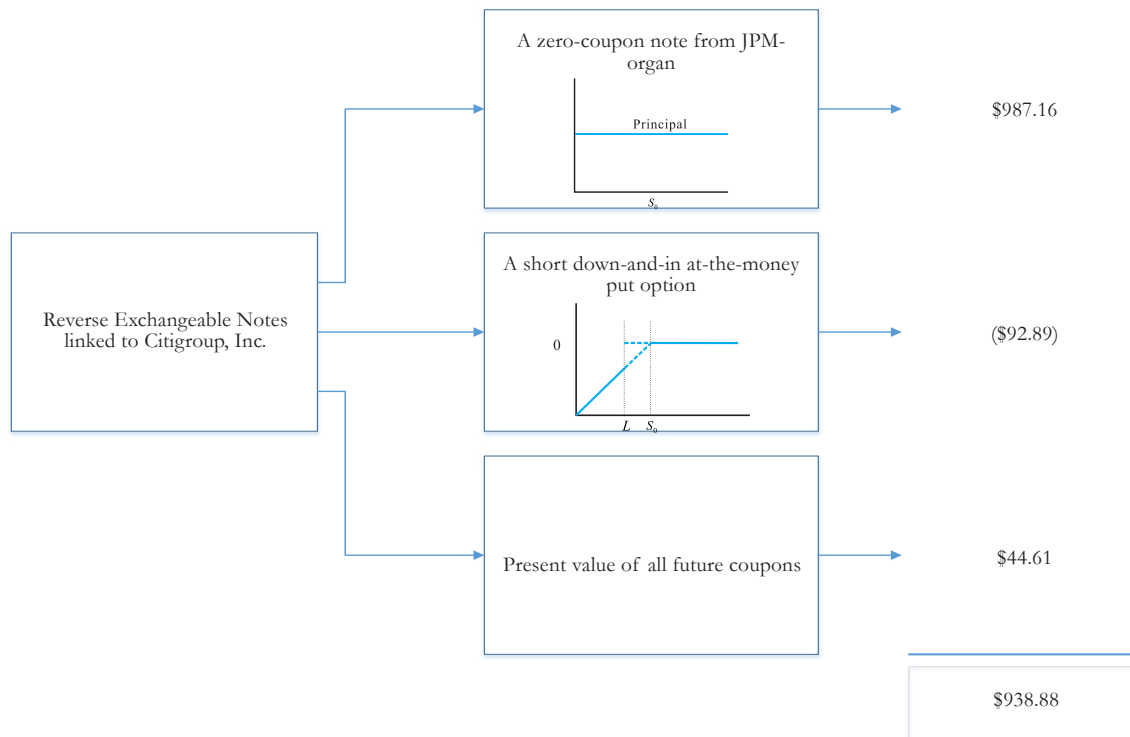 A zero-coupon note from JPM-
organ
Principal
S₀
$987.16
Reverse Exchangeable Notes
linked to Citigroup, Inc.
A short down-and-in at-the-money
put option
0
L S₀
($92.89)
Present value of all future coupons
$44.61
$938.88